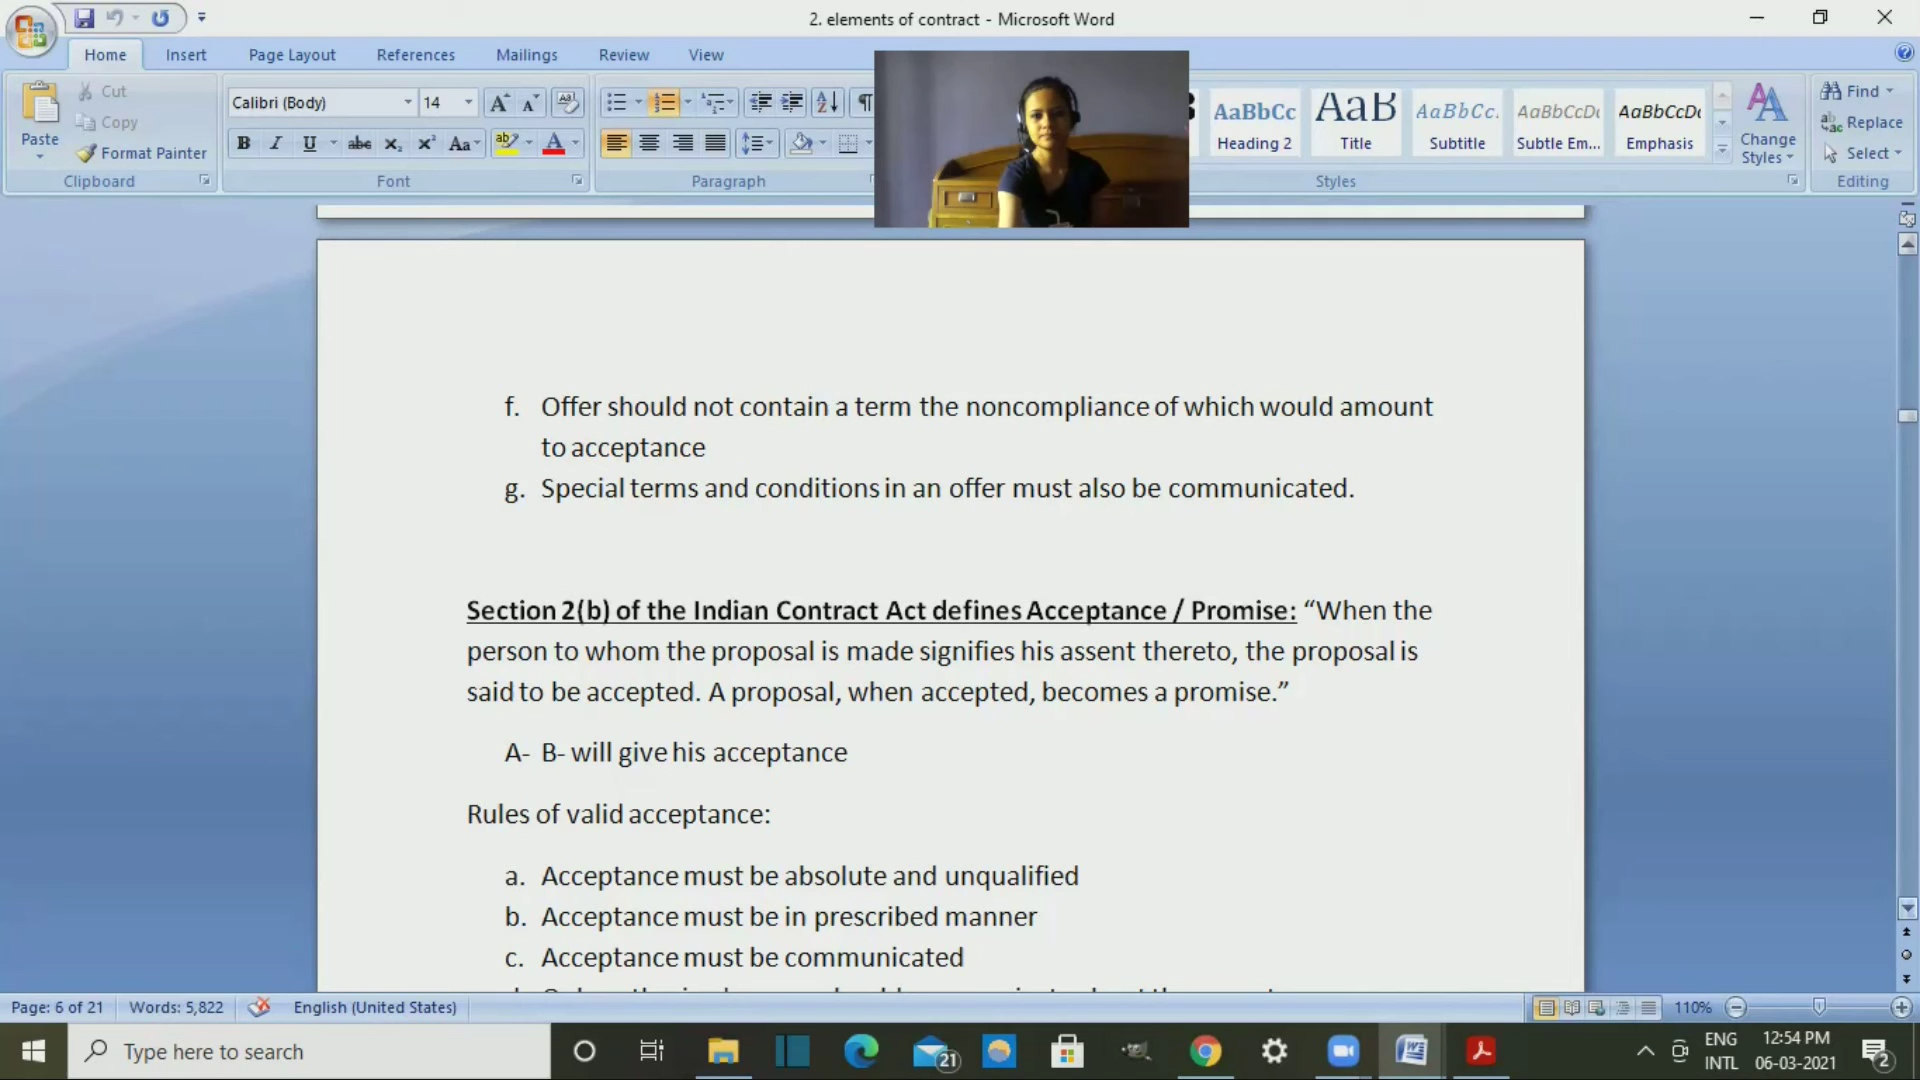 2. elements of contract - Microsoft Word
Home Insert Page Layout References Mailings Review View
Paste
Cut
Copy
Format Painter
Clipboard
Calibri (Body) 14
Font
Paragraph
AaBbCc Heading 2
AaB Title
AaBbCc. Subtitle
AaBbCcDc Subtle Em...
AaBbCcDc Emphasis
Change Styles
Styles
Find
Replace
Select
Editing
f. Offer should not contain a term the noncompliance of which would amount
to acceptance
g. Special terms and conditions in an offer must also be communicated.
Section 2(b) of the Indian Contract Act defines Acceptance / Promise: “When the
person to whom the proposal is made signifies his assent thereto, the proposal is
said to be accepted. A proposal, when accepted, becomes a promise.”
A- B- will give his acceptance
Rules of valid acceptance:
a. Acceptance must be absolute and unqualified
b. Acceptance must be in prescribed manner
c. Acceptance must be communicated
Page: 6 of 21 Words: 5,822 English (United States) 110%
Type here to search
21
ENG
INTL
12:54 PM
06-03-2021
2